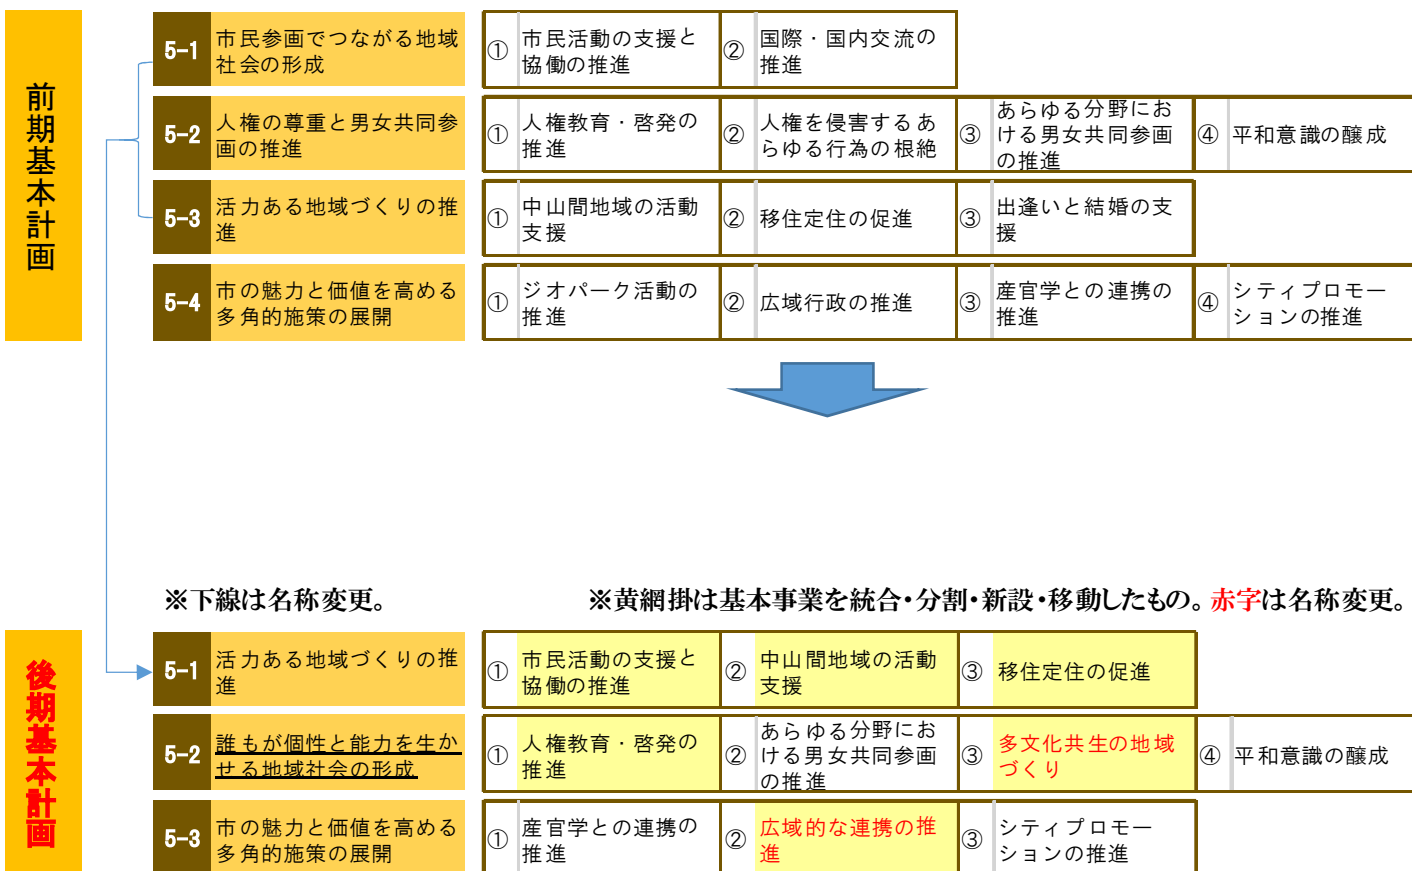 前期基本計画
5-1
市民参画でつながる地域
社会の形成
①
市民活動の支援と
協働の推進
②
国際・国内交流の
推進
5-2
人権の尊重と男女共同参
画の推進
①
人権教育・啓発の
推進
②
人権を侵害するあ
らゆる行為の根絶
③
あらゆる分野にお
ける男女共同参画
の推進
④
平和意識の醸成
5-3
活力ある地域づくりの推
進
①
中山間地域の活動
支援
②
移住定住の促進
③
出逢いと結婚の支
援
5-4
市の魅力と価値を高める
多角的施策の展開
①
ジオパーク活動の
推進
②
広域行政の推進
③
産官学との連携の
推進
④
シティプロモー
ションの推進
※下線は名称変更。
※黄網掛は基本事業を統合・分割・新設・移動したもの。赤字は名称変更。
後期基本計画
5-1
活力ある地域づくりの推
進
①
市民活動の支援と
協働の推進
②
中山間地域の活動
支援
③
移住定住の促進
5-2
誰もが個性と能力を生か
せる地域社会の形成
①
人権教育・啓発の
推進
②
あらゆる分野にお
ける男女共同参画
の推進
③
多文化共生の地域
づくり
④
平和意識の醸成
5-3
市の魅力と価値を高める
多角的施策の展開
①
産官学との連携の
推進
②
広域的な連携の推
進
③
シティプロモー
ションの推進